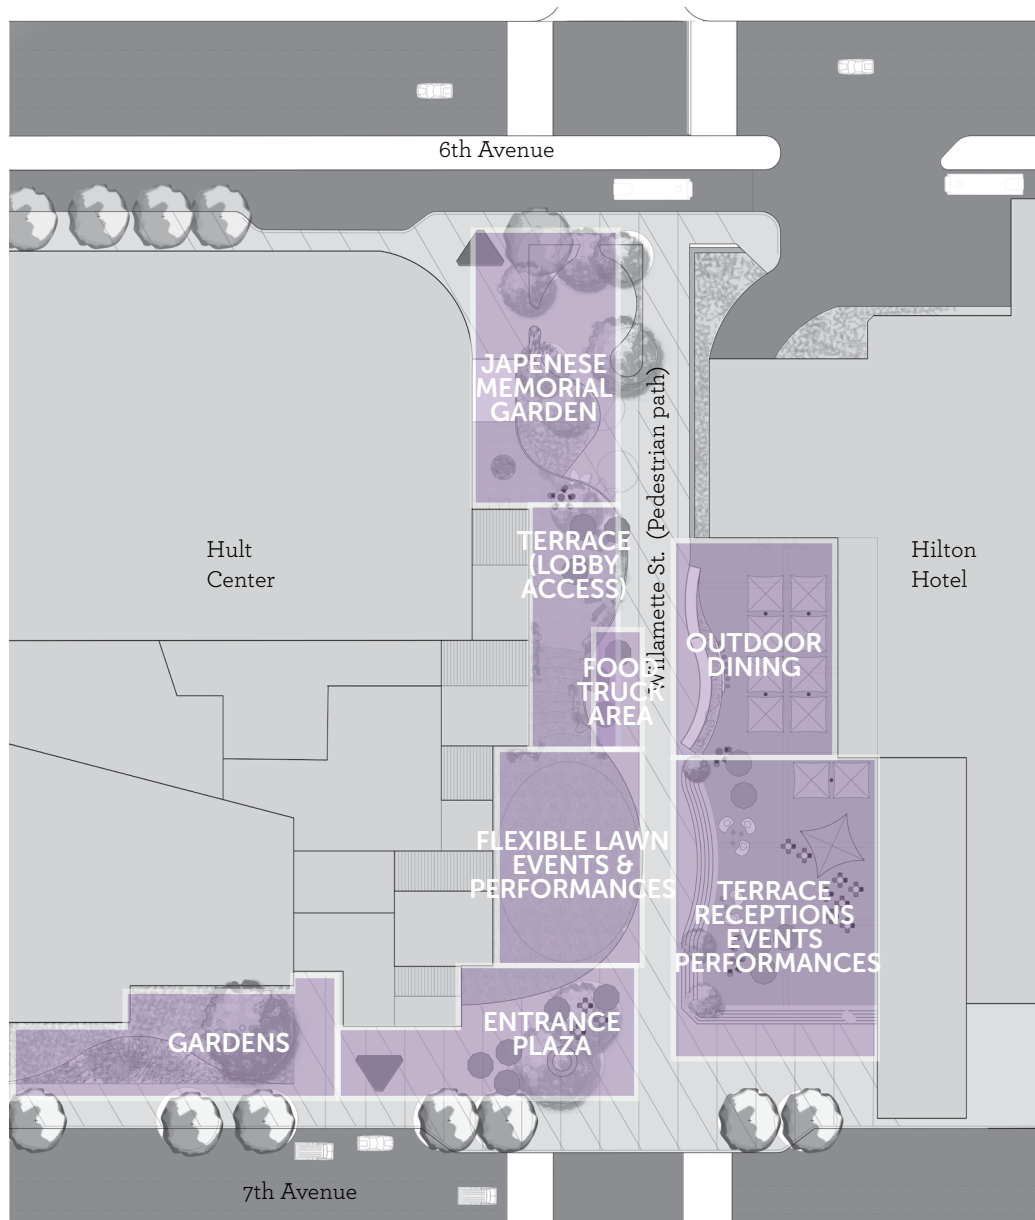 6th Avenue
JAPENESE
MEMORIAL
GARDEN
Willamette St.  (Pedestrian path)
Hult
Center
TERRACE
(LOBBY
ACCESS)
Hilton
Hotel
OUTDOOR
DINING
FOOD
TRUCK
AREA
FLEXIBLE LAWN
EVENTS &
PERFORMANCES
TERRACE
RECEPTIONS
EVENTS
PERFORMANCES
GARDENS
ENTRANCE
PLAZA
7th Avenue